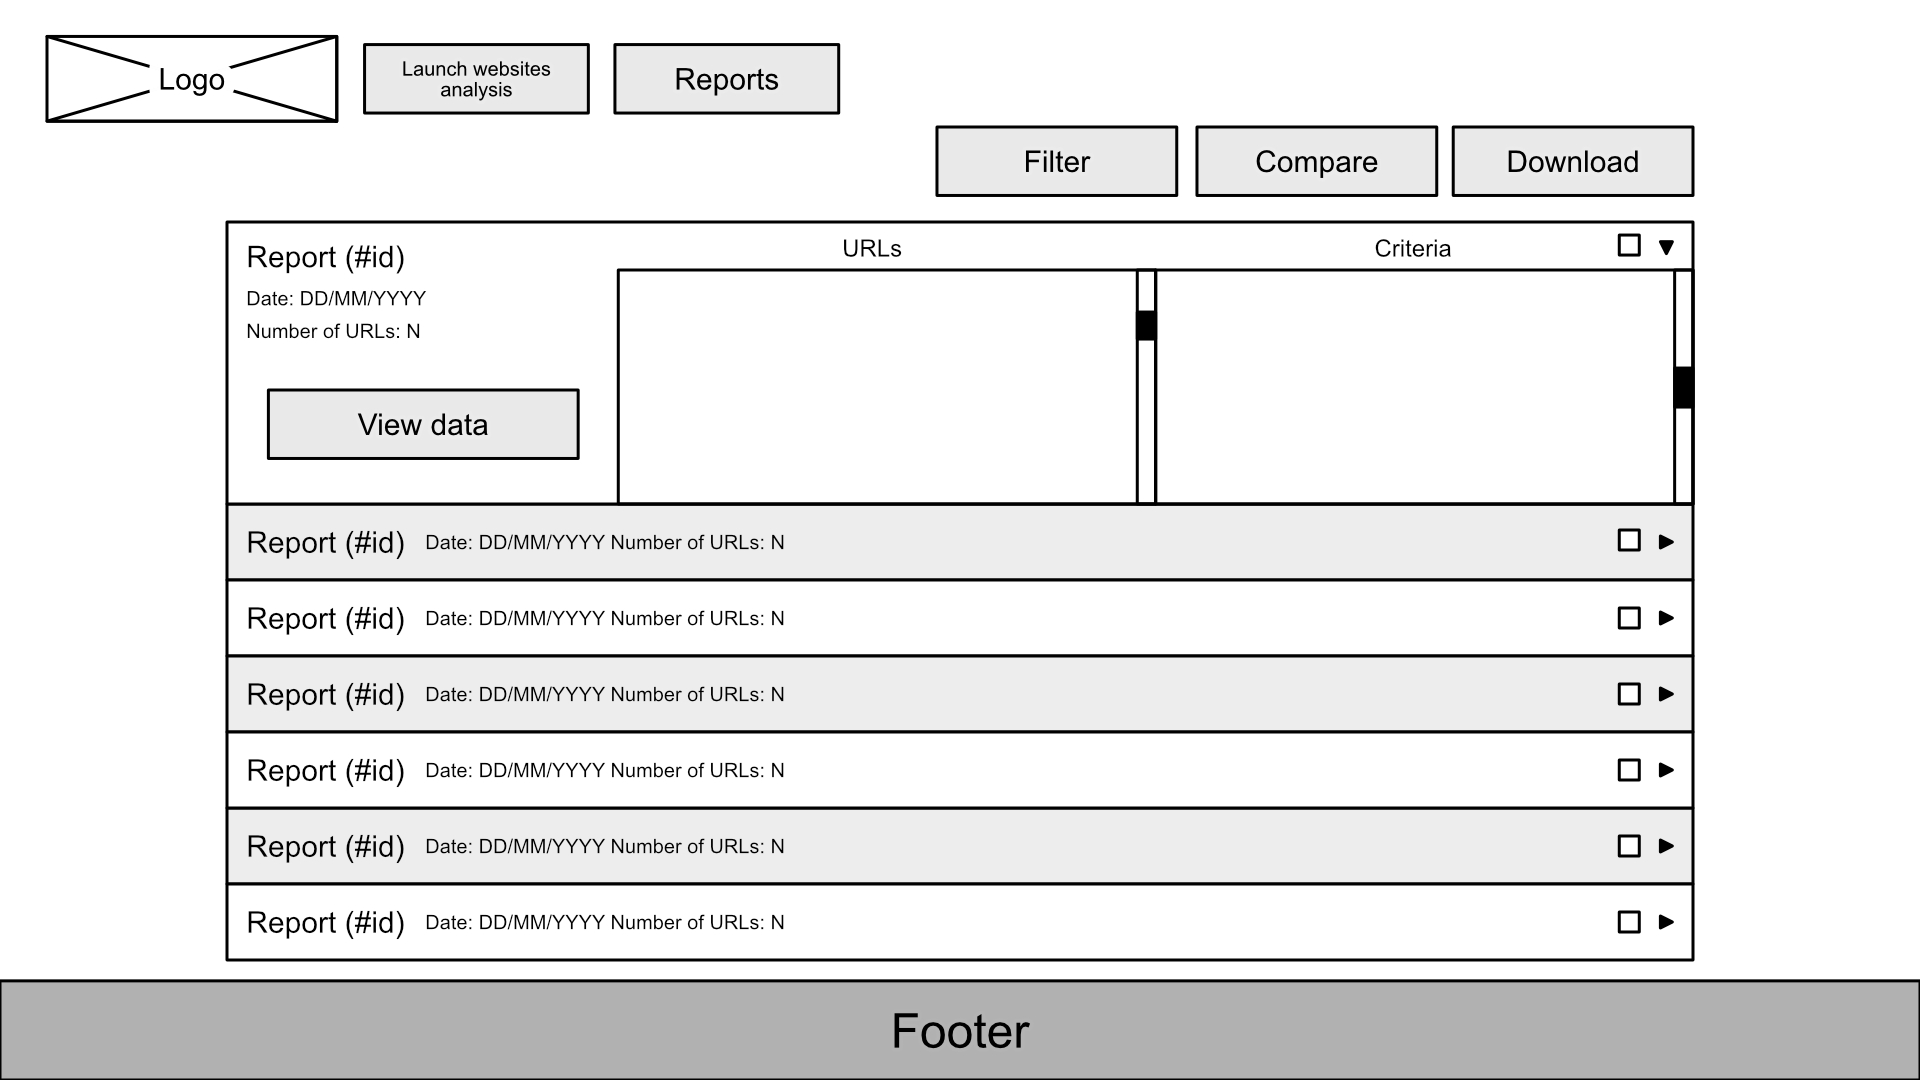 Logo
Launch websites
analysis
Reports
Filter
Compare
Download
Report (#id)
URLs
Criteria
Date: DD/MM/YYYY
Number of URLs: N
View data
Report (#id) Date: DD/MM/YYYY Number of URLs: N
Report (#id) Date: DD/MM/YYYY Number of URLs: N
Report (#id) Date: DD/MM/YYYY Number of URLs: N
Report (#id) Date: DD/MM/YYYY Number of URLs: N
Report (#id) Date: DD/MM/YYYY Number of URLs: N
Report (#id) Date: DD/MM/YYYY Number of URLs: N
Footer